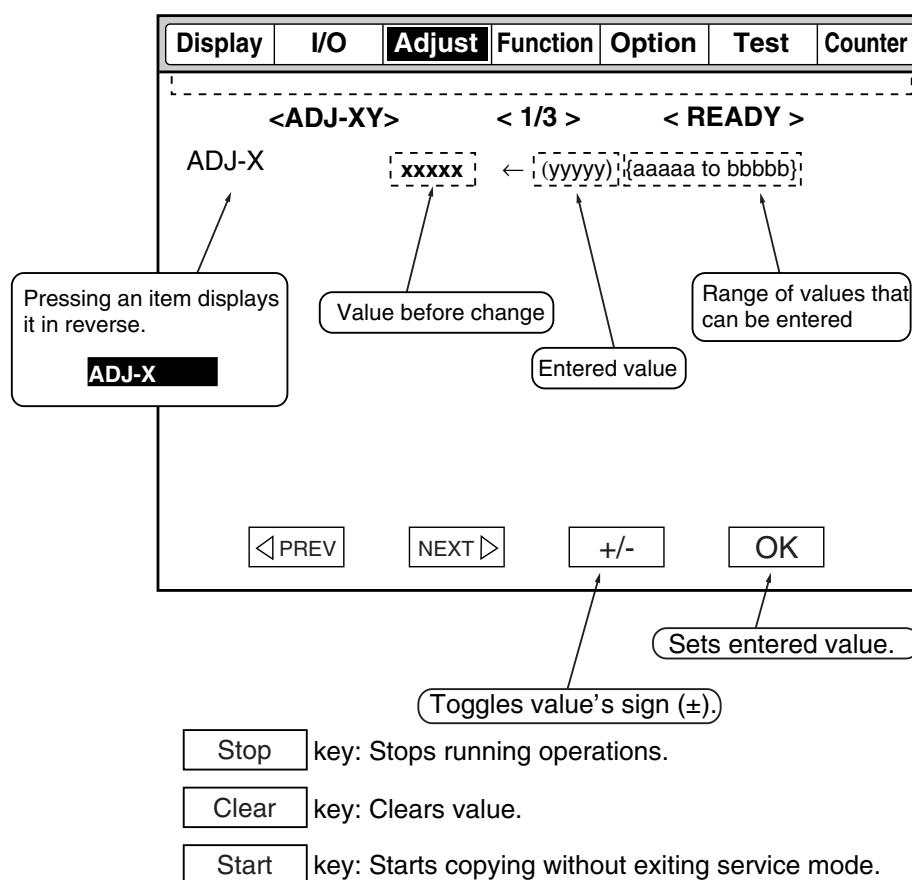 Display I/O Adjust Function Option Test Counter
<ADJ-XY> < 1/3 > < READY >
ADJ-X xxxxx ← (yyyyy) {aaaaa to bbbbb}
Pressing an item displays
it in reverse.
ADJ-X
Value before change
Range of values that
can be entered
Entered value
PREV NEXT +/- OK
Sets entered value.
Toggles value's sign (±).
Stop key: Stops running operations.
Clear key: Clears value.
Start key: Starts copying without exiting service mode.